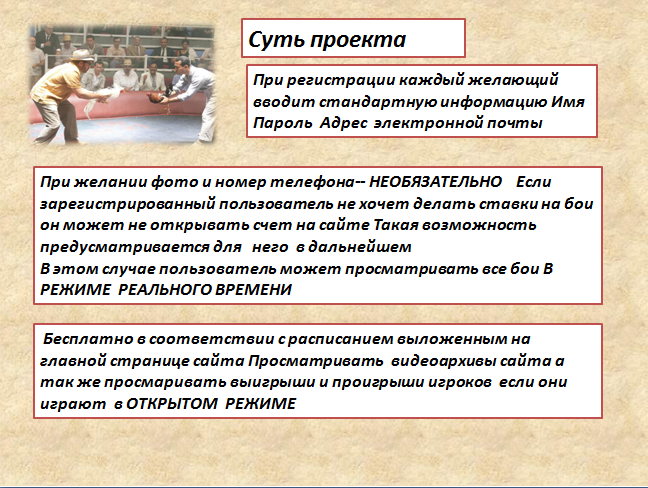 Суть проекта
При регистрации каждый желающий
вводит стандартную информацию Имя
Пароль Адрес электронной почты
При желании фото и номер телефона-- НЕОБЯЗАТЕЛЬНО Если
зарегистрированный пользователь не хочет делать ставки на бои
он может не открывать счет на сайте Такая возможность
предусматривается для него в дальнейшем
В этом случае пользователь может просматривать все бои В
РЕЖИМЕ РЕАЛЬНОГО ВРЕМЕНИ
Бесплатно в соответствии с расписанием выложенным на
главной странице сайта Просматривать видеоархивы сайта а
так же просмаривать выигрыши и проигрыши игроков если они
играют в ОТКРЫТОМ РЕЖИМЕ